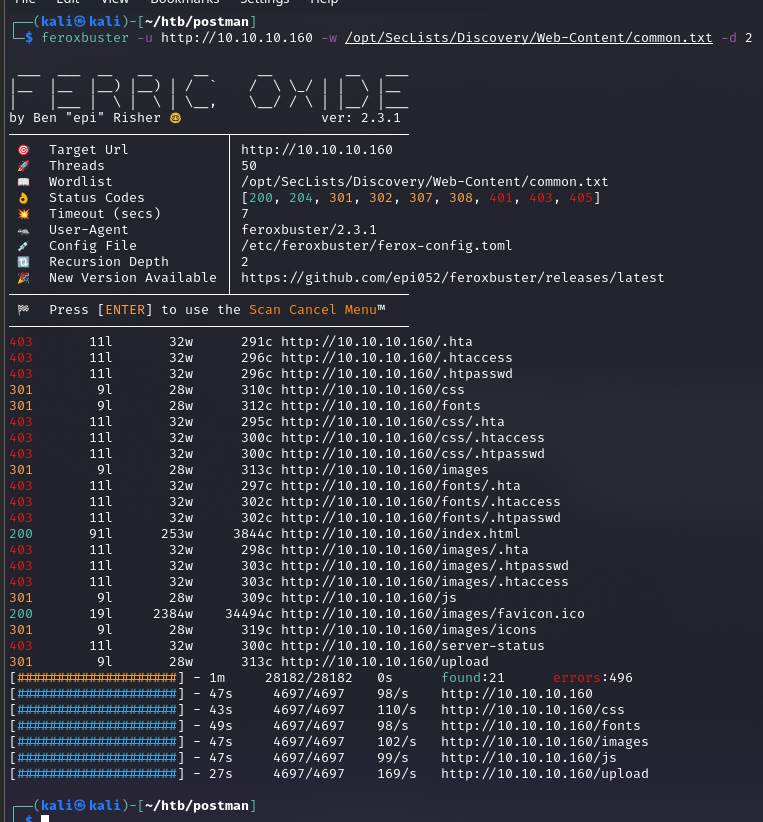 File Edit View Bookmarks Settings Help
┌──(kali㉿kali)-[~/htb/postman]
└─$ feroxbuster -u http://10.10.10.160 -w /opt/SecLists/Discovery/Web-Content/common.txt -d 2
FERRIC OXIDE
by Ben "epi" Risher 🤓 ver: 2.3.1
🎯 Target Url │ http://10.10.10.160
🚀 Threads │ 50
📖 Wordlist │ /opt/SecLists/Discovery/Web-Content/common.txt
👌 Status Codes │ [200, 204, 301, 302, 307, 308, 401, 403, 405]
💥 Timeout (secs) │ 7
🦡 User-Agent │ feroxbuster/2.3.1
💉 Config File │ /etc/feroxbuster/ferox-config.toml
🔃 Recursion Depth │ 2
🎉 New Version Available │ https://github.com/epi052/feroxbuster/releases/latest
🏁 Press [ENTER] to use the Scan Cancel Menu™
403 11l 32w 291c http://10.10.10.160/.hta
403 11l 32w 296c http://10.10.10.160/.htaccess
403 11l 32w 296c http://10.10.10.160/.htpasswd
301 9l 28w 310c http://10.10.10.160/css
301 9l 28w 312c http://10.10.10.160/fonts
403 11l 32w 295c http://10.10.10.160/css/.hta
403 11l 32w 300c http://10.10.10.160/css/.htaccess
403 11l 32w 300c http://10.10.10.160/css/.htpasswd
301 9l 28w 313c http://10.10.10.160/images
403 11l 32w 297c http://10.10.10.160/fonts/.hta
403 11l 32w 302c http://10.10.10.160/fonts/.htaccess
403 11l 32w 302c http://10.10.10.160/fonts/.htpasswd
200 91l 253w 3844c http://10.10.10.160/index.html
403 11l 32w 298c http://10.10.10.160/images/.hta
403 11l 32w 303c http://10.10.10.160/images/.htpasswd
403 11l 32w 303c http://10.10.10.160/images/.htaccess
301 9l 28w 309c http://10.10.10.160/js
200 19l 2384w 34494c http://10.10.10.160/images/favicon.ico
301 9l 28w 319c http://10.10.10.160/images/icons
403 11l 32w 300c http://10.10.10.160/server-status
301 9l 28w 313c http://10.10.10.160/upload
[####################] - 1m 28182/28182 0s found:21 errors:496
[####################] - 47s 4697/4697 98/s http://10.10.10.160
[####################] - 43s 4697/4697 110/s http://10.10.10.160/css
[####################] - 49s 4697/4697 98/s http://10.10.10.160/fonts
[####################] - 47s 4697/4697 102/s http://10.10.10.160/images
[####################] - 47s 4697/4697 99/s http://10.10.10.160/js
[####################] - 27s 4697/4697 169/s http://10.10.10.160/upload
┌──(kali㉿kali)-[~/htb/postman]
└─$